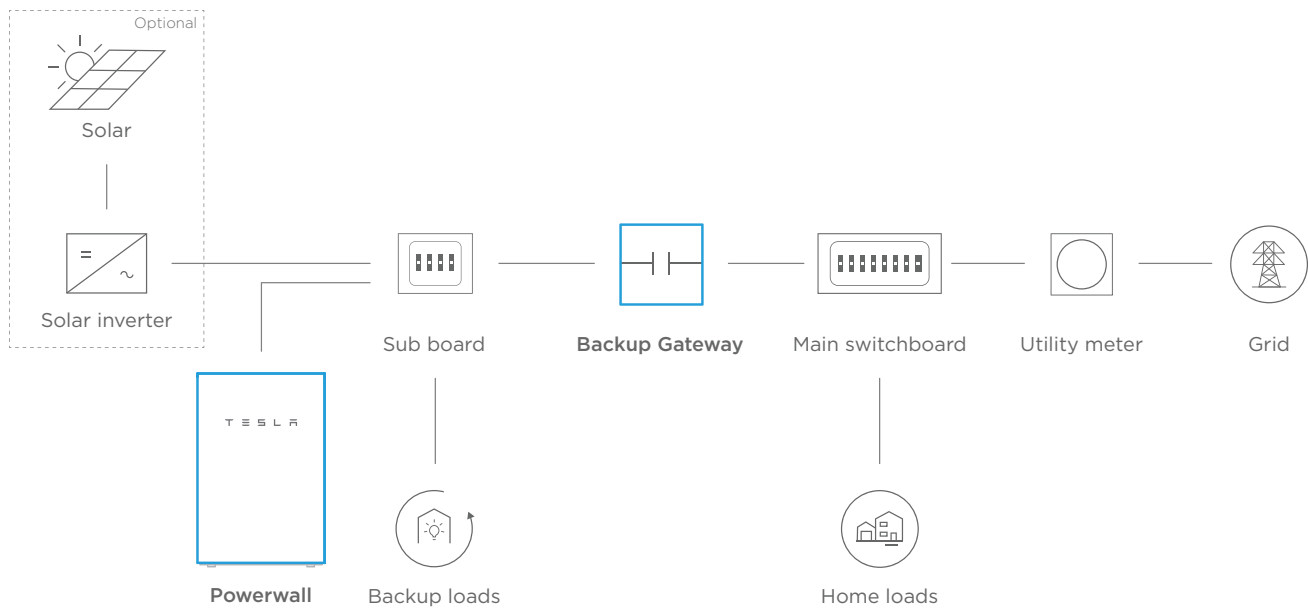 Optional
Solar
Solar inverter
Sub board
Backup Gateway
Main switchboard
Utility meter
Grid
TESLA
Powerwall
Backup loads
Home loads